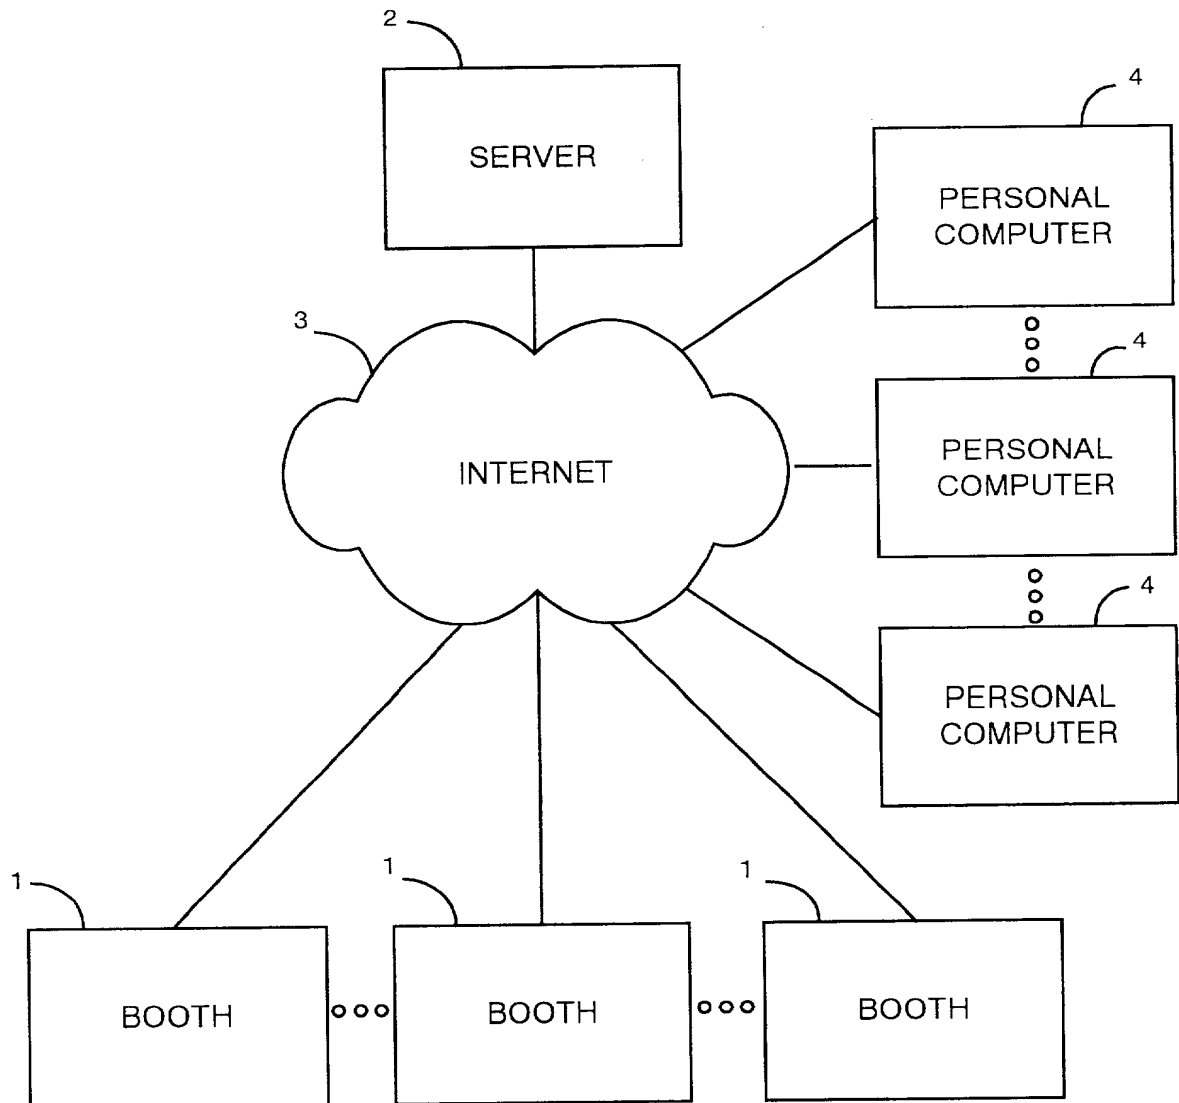 2
SERVER
4
PERSONAL
COMPUTER
3
INTERNET
4
PERSONAL
COMPUTER
4
PERSONAL
COMPUTER
1
BOOTH
1
BOOTH
1
BOOTH